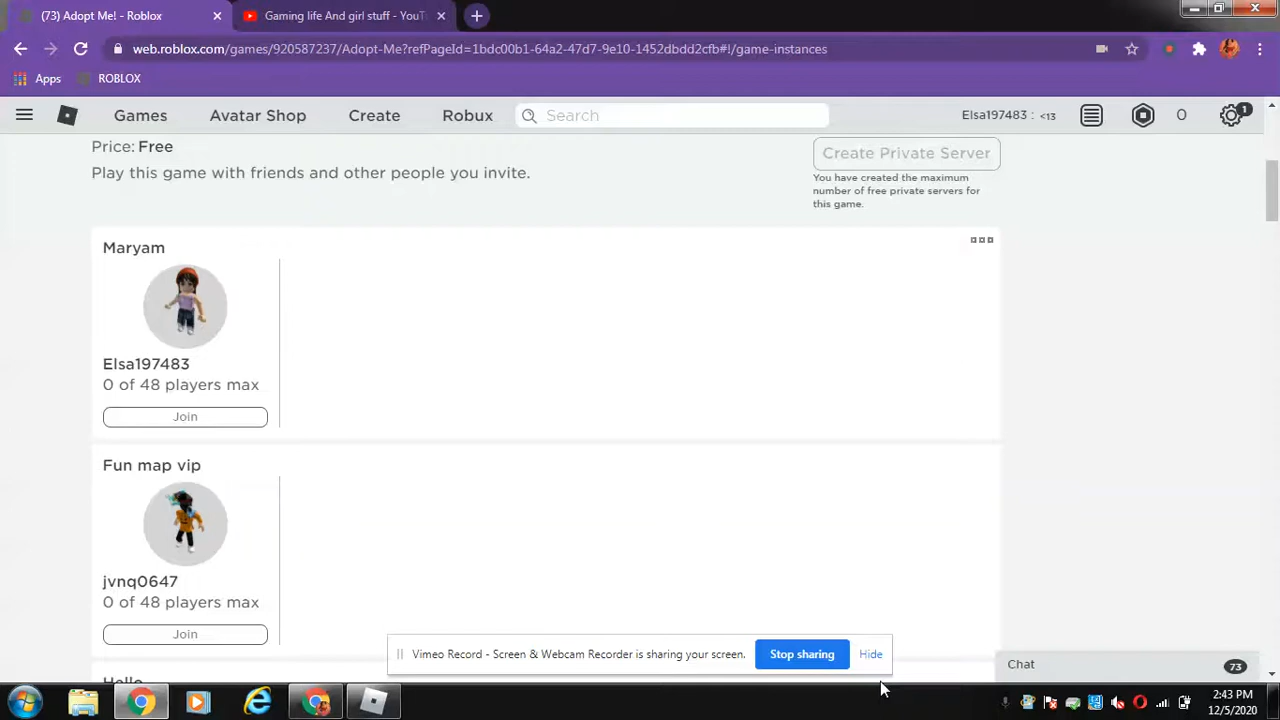 (73) Adopt Me! - Roblox
Gaming life And girl stuff - YouT
web.roblox.com/games/920587237/Adopt-Me?refPageId=1bdc00b1-64a2-47d7-9e10-1452dbdd2cfb#!/game-instances
Apps
ROBLOX
Games
Avatar Shop
Create
Robux
Search
Elsa197483 : <13
0
1
Price: Free
Play this game with friends and other people you invite.
Create Private Server
You have created the maximum
number of free private servers for
this game.
Maryam
Elsa197483
0 of 48 players max
Join
Fun map vip
jvnq0647
0 of 48 players max
Join
Hello
Vimeo Record - Screen & Webcam Recorder is sharing your screen.
Stop sharing
Hide
Chat
73
2:43 PM
12/5/2020